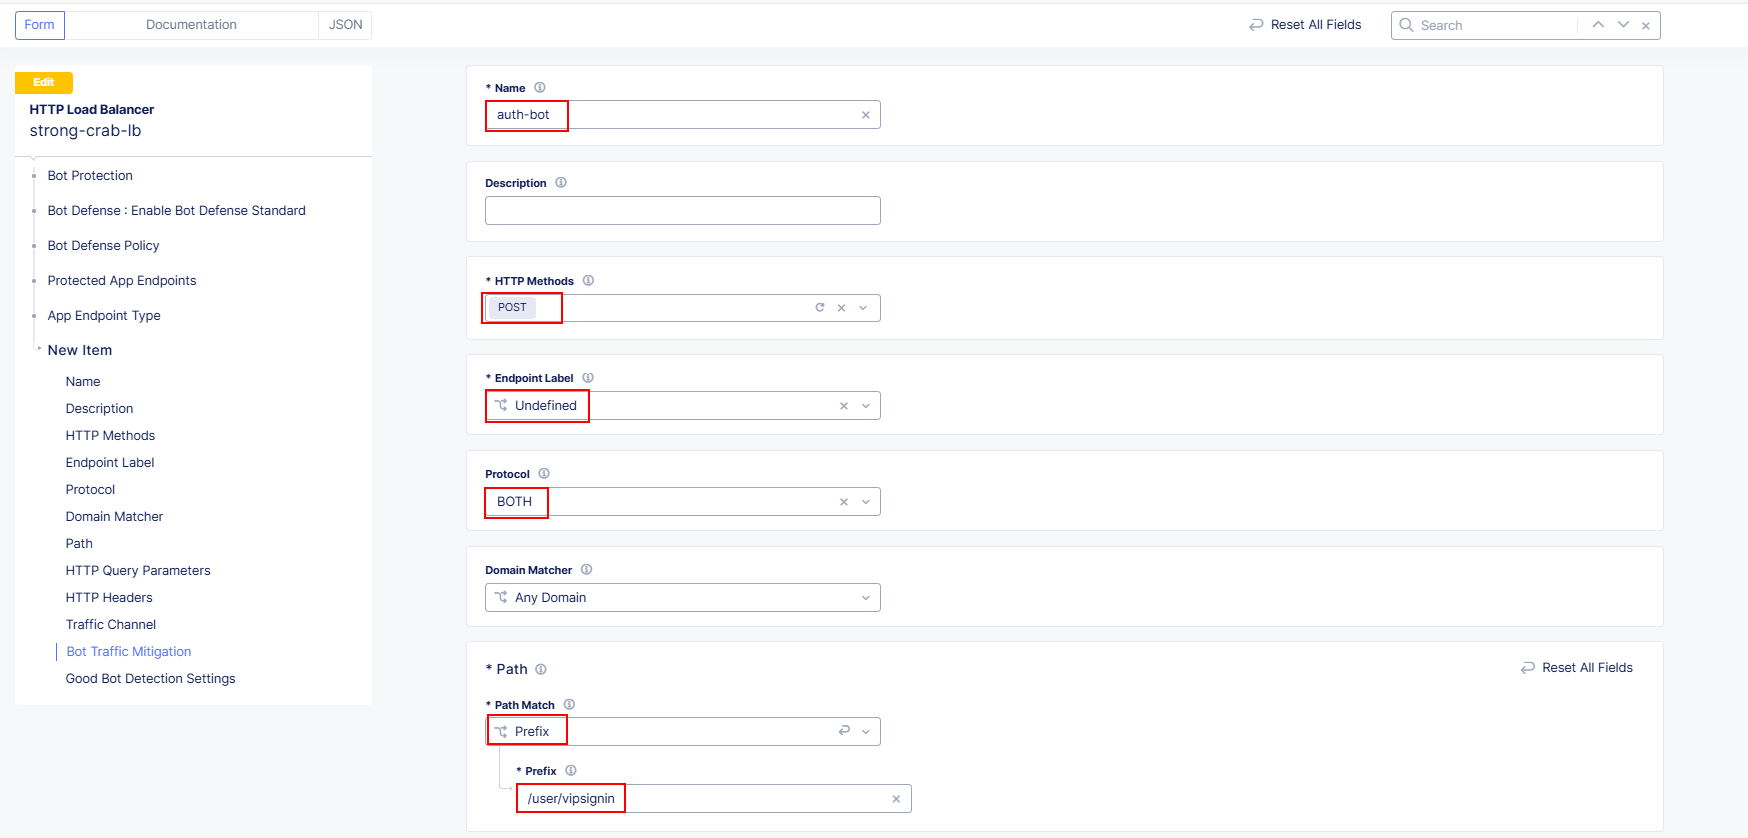 Form
Documentation
JSON
Reset All Fields
Search
Edit
HTTP Load Balancer
strong-crab-lb
Bot Protection
Bot Defense : Enable Bot Defense Standard
Bot Defense Policy
Protected App Endpoints
App Endpoint Type
New Item
Name
Description
HTTP Methods
Endpoint Label
Protocol
Domain Matcher
Path
HTTP Query Parameters
HTTP Headers
Traffic Channel
Bot Traffic Mitigation
Good Bot Detection Settings
* Name
auth-bot
Description
* HTTP Methods
POST
* Endpoint Label
Undefined
Protocol
BOTH
Domain Matcher
Any Domain
* Path
Reset All Fields
* Path Match
Prefix
* Prefix
/user/vipsignin